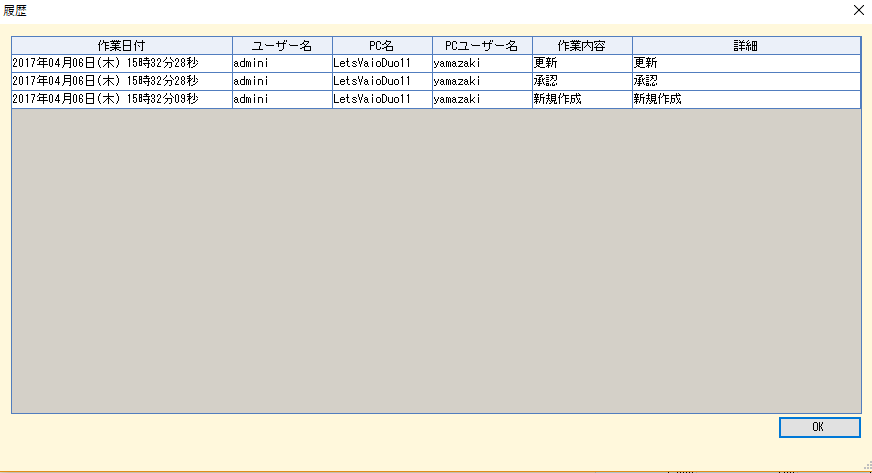 履歴
作業日付 ユーザー名 PC名 PCユーザー名 作業内容 詳細
2017年04月06日(木) 15時32分28秒 admini LetsVaioDuo11 yamazaki 更新 更新
2017年04月06日(木) 15時32分28秒 admini LetsVaioDuo11 yamazaki 承認 承認
2017年04月06日(木) 15時32分09秒 admini LetsVaioDuo11 yamazaki 新規作成 新規作成
OK